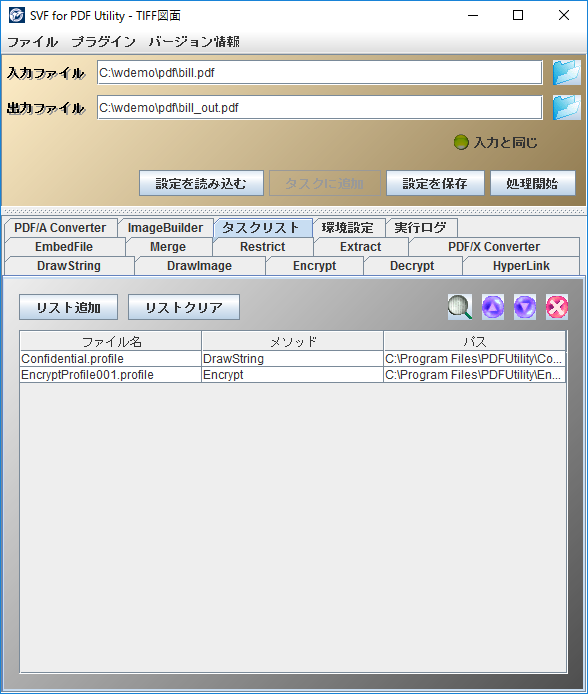 SVF for PDF Utility - TIFF図面
ファイル プラグイン バージョン情報
入力ファイル C:\wdemo\pdf\bill.pdf
出力ファイル C:\wdemo\pdf\bill_out.pdf
入力と同じ
設定を読み込む タスクに追加 設定を保存 処理開始
PDF/A Converter ImageBuilder タスクリスト 環境設定 実行ログ
EmbedFile Merge Restrict Extract PDF/X Converter
DrawString DrawImage Encrypt Decrypt HyperLink
リスト追加 リストクリア
ファイル名 メソッド パス
Confidential.profile DrawString C:\Program Files\PDFUtility\Co...
EncryptProfile001.profile Encrypt C:\Program Files\PDFUtility\En...